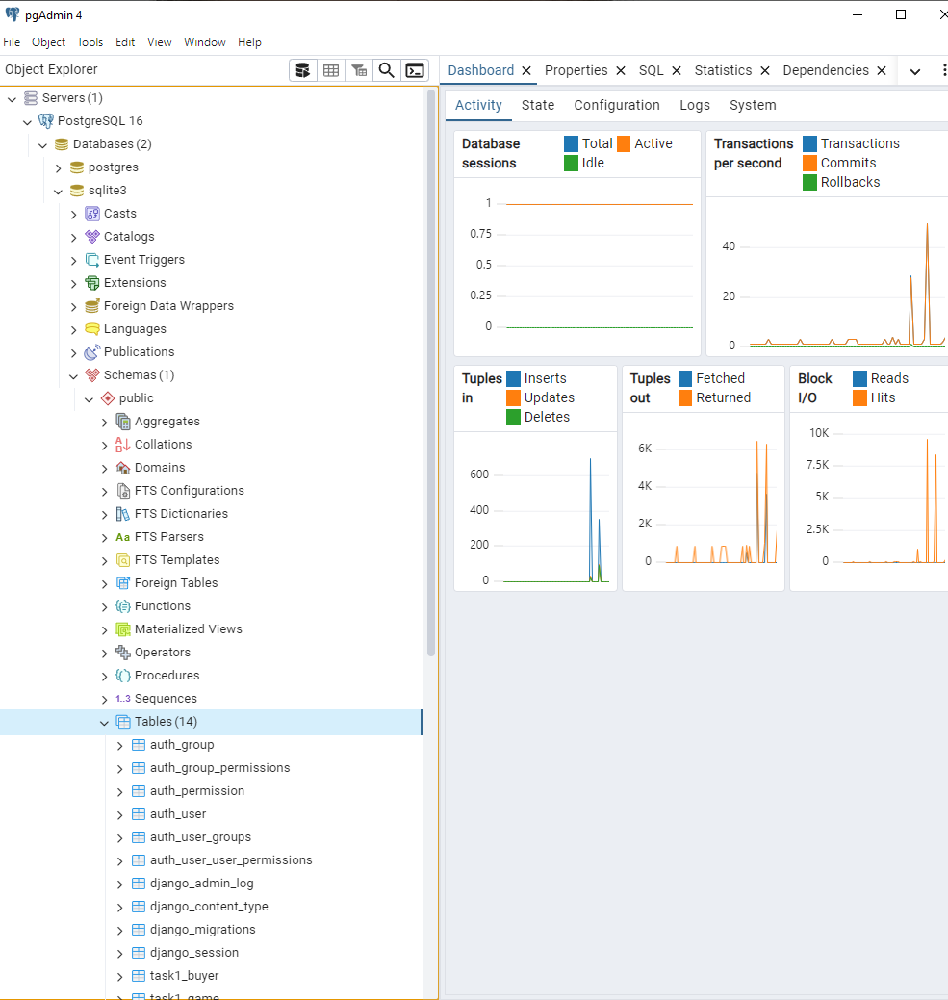 pgAdmin 4
File Object Tools Edit View Window Help
Object Explorer
Servers (1)
PostgreSQL 16
Databases (2)
postgres
sqlite3
Casts
Catalogs
Event Triggers
Extensions
Foreign Data Wrappers
Languages
Publications
Schemas (1)
public
Aggregates
Collations
Domains
FTS Configurations
FTS Dictionaries
Aa FTS Parsers
FTS Templates
Foreign Tables
Functions
Materialized Views
Operators
Procedures
1..3 Sequences
Tables (14)
auth_group
auth_group_permissions
auth_permission
auth_user
auth_user_groups
auth_user_user_permissions
django_admin_log
django_content_type
django_migrations
django_session
task1_buyer
task1_game
Dashboard Properties SQL Statistics Dependencies
Activity State Configuration Logs System
Database sessions
Total Active
Idle
1
0.75
0.5
0.25
0
Transactions per second
Transactions
Commits
Rollbacks
40
20
0
Tuples in
Inserts
Updates
Deletes
600
400
200
0
Tuples out
Fetched
Returned
6K
4K
2K
0
Block I/O
Reads
Hits
10K
7.5K
5K
2.5K
0